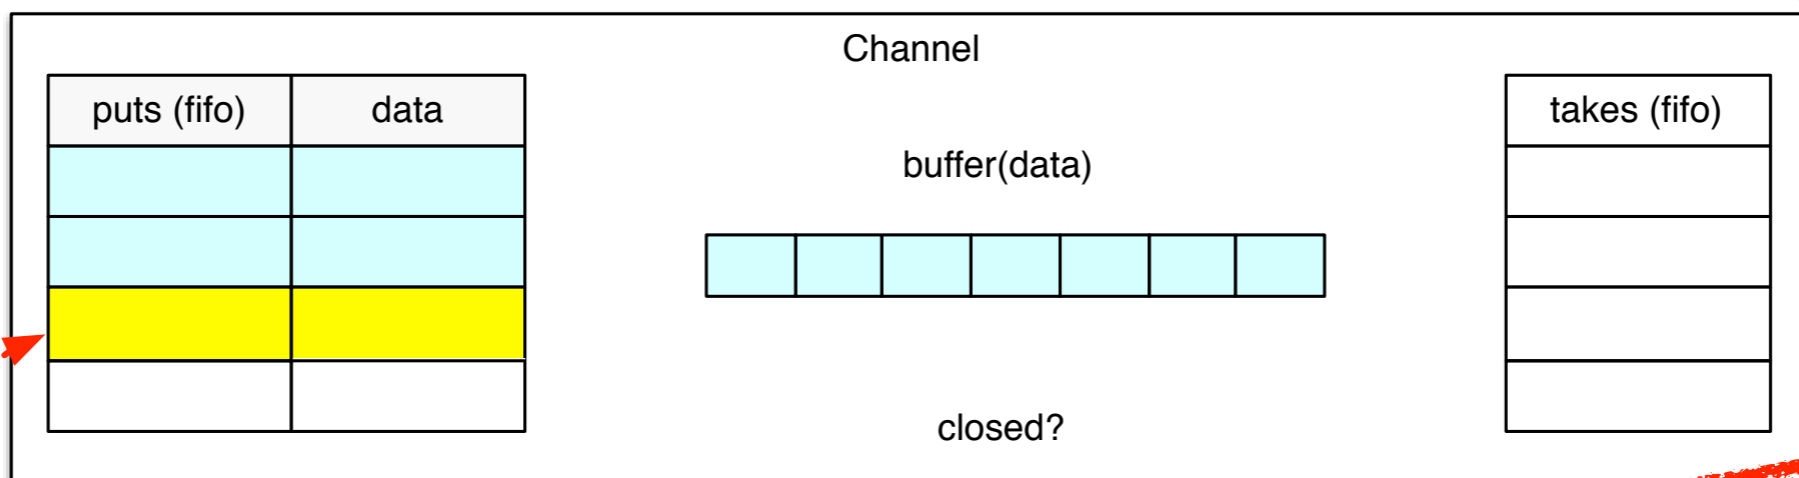 Channel
puts (fifo)
data
buffer(data)
takes (fifo)
closed?